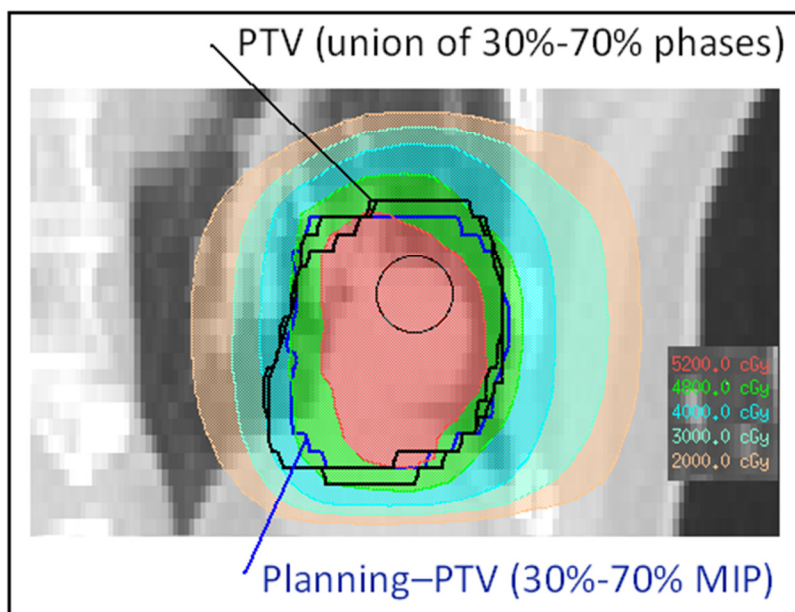 PTV (union of 30%-70% phases)
5200.0 cGy
4800.0 cGy
4000.0 cGy
3000.0 cGy
2000.0 cGy
Planning–PTV (30%-70% MIP)